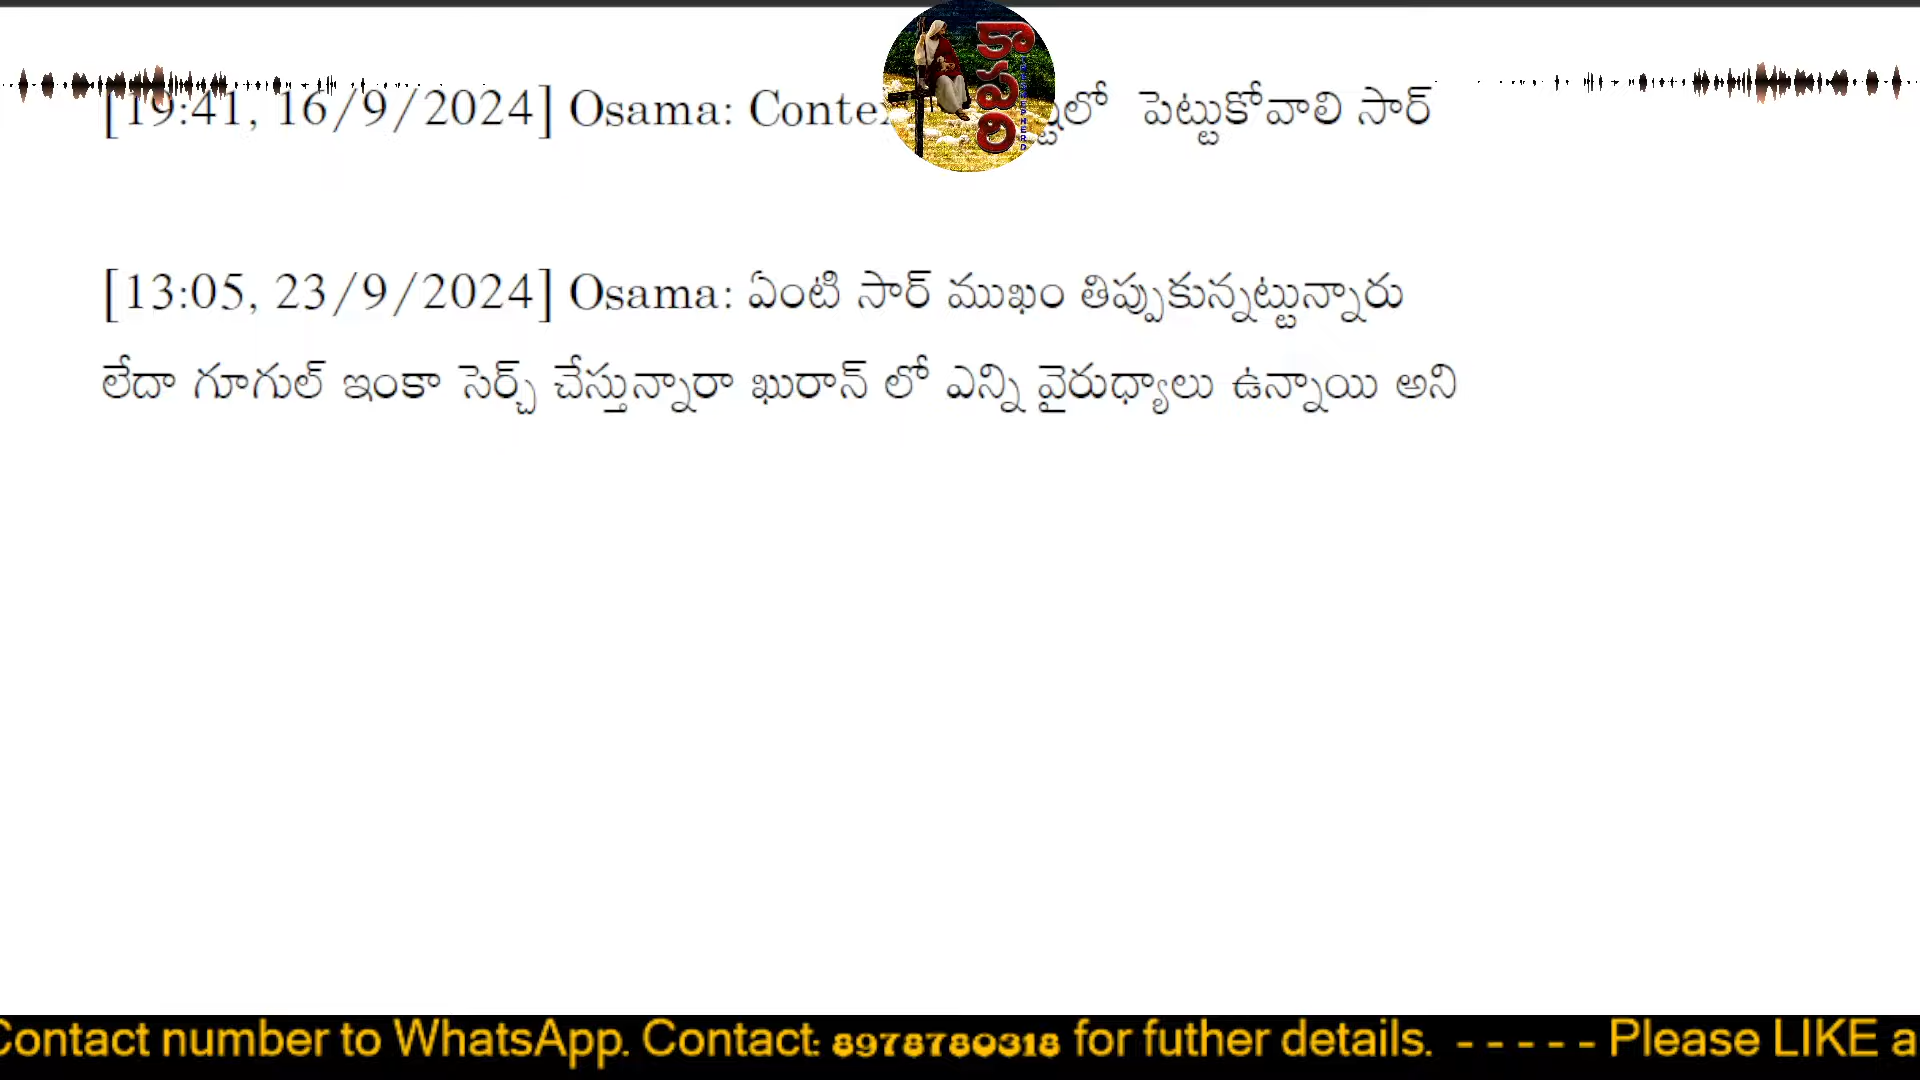 [19:41, 16/9/2024] Osama: పెట్టుకోవాలి సార్
కాపరి
[13:05, 23/9/2024] Osama: ఏంటి సార్ ముఖం తిప్పుకున్నట్టున్నారు
లేదా గూగుల్ ఇంకా సెర్చ్ చేస్తున్నారా ఖురాన్ లో ఎన్ని వైరుధ్యాలు ఉన్నాయి అని
Contact number to WhatsApp. Contact: 8978780318 for futher details. - - - - - Please LIKE a